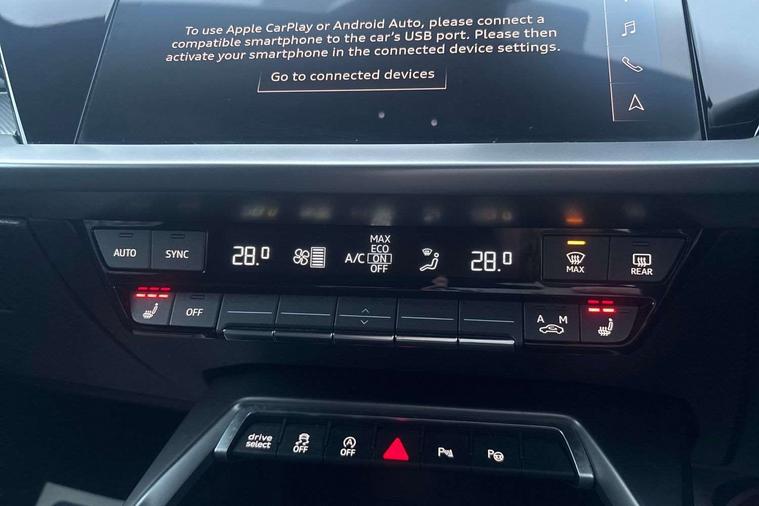 To use Apple CarPlay or Android Auto, please connect a
compatible smartphone to the car's USB port. Please then
activate your smartphone in the connected device settings.
Go to connected devices
AUTO
SYNC
28.0
A/C
MAX
ECO
ON
OFF
28.0
MAX
REAR
OFF
A M
drive
select
OFF
OFF
P
P